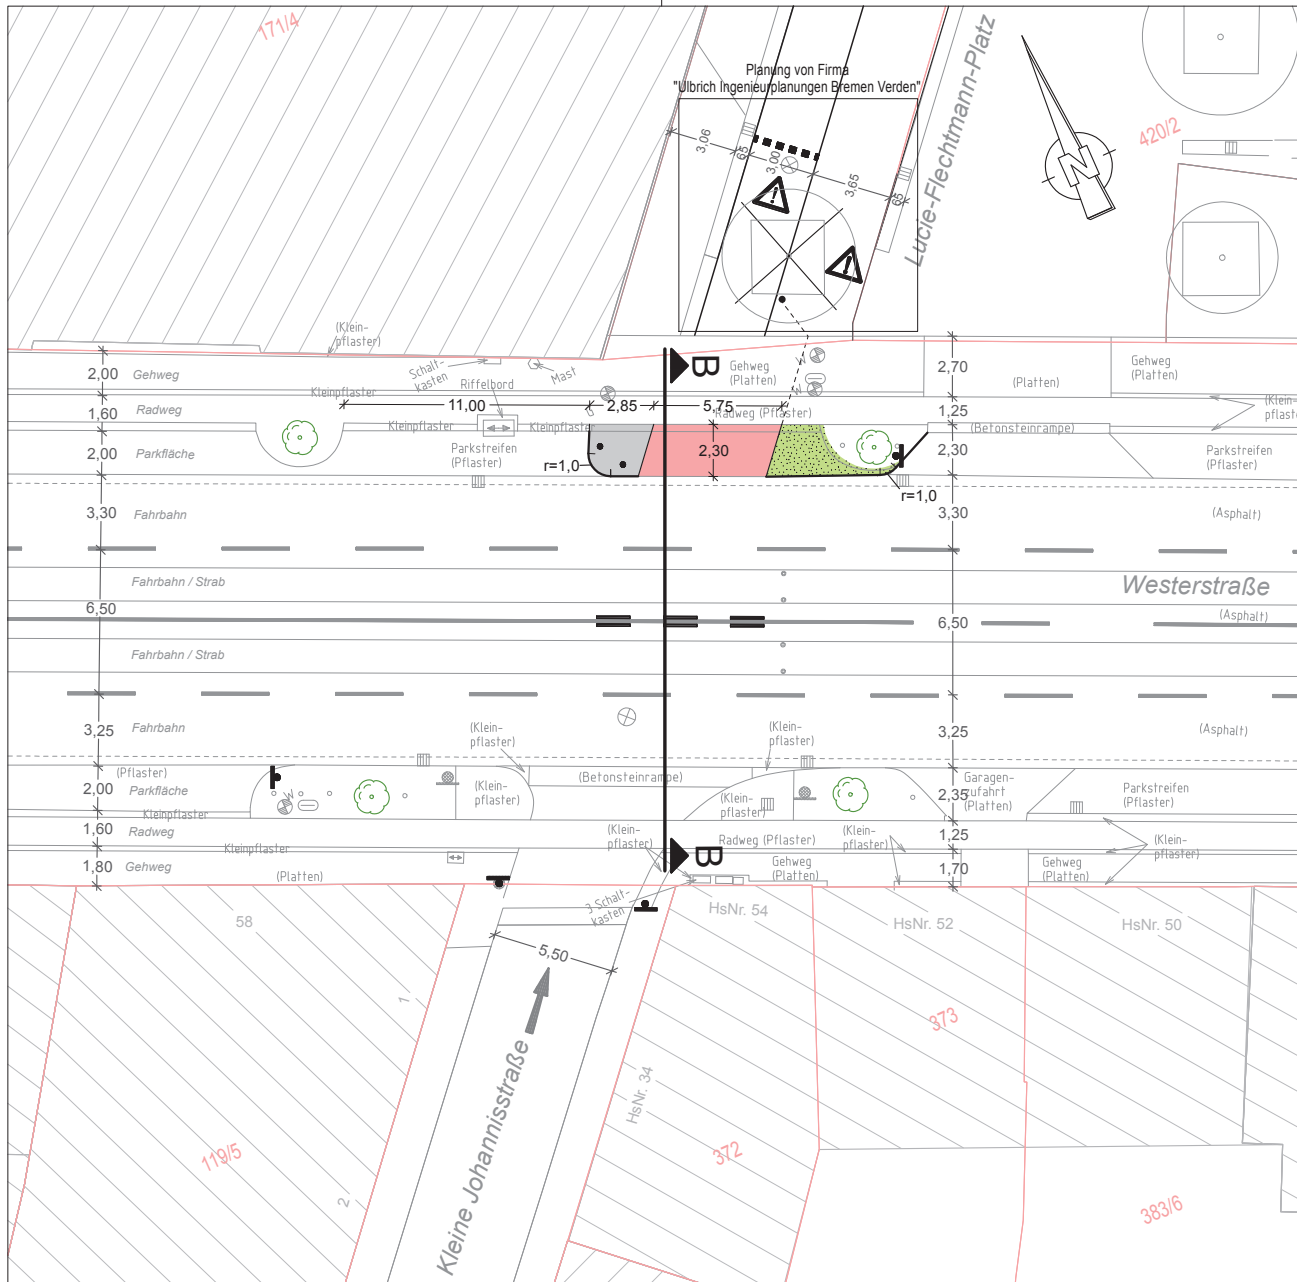 171/4
Planung von Firma
"Ulbrich Ingenieurplanungen Bremen Verden"
Lucie-Flechtmann-Platz
420/2
N
3,06
65
3,00
3,65
65
(Klein-
pflaster)
2,00 Gehweg
Schalt-
kasten
Mast
Riffelbord
B
Gehweg
(Platten)
W
W
2,70
(Platten)
Gehweg
(Platten)
Kleinpflaster
11,00
2,85
5,75
1,60 Radweg
Kleinpflaster
Kleinpflaster
Radweg (Pflaster)
1,25
(Betonsteinrampe)
(Klein-
pflaster
2,00 Parkfläche
Parkstreifen
(Pflaster)
r=1,0
2,30
2,30
Parkstreifen
(Pflaster)
r=1,0
3,30 Fahrbahn
3,30
(Asphalt)
Fahrbahn / Strab
Westerstraße
6,50
6,50
(Asphalt)
Fahrbahn / Strab
3,25 Fahrbahn
(Klein-
pflaster)
(Klein-
pflaster)
3,25
(Asphalt)
(Pflaster)
2,00 Parkfläche
W
(Klein-
pflaster)
(Betonsteinrampe)
(Klein-
pflaster)
Garagen-
zufahrt
(Platten)
2,35
Parkstreifen
(Pflaster)
Kleinpflaster
1,60 Radweg
(Klein-
pflaster)
Radweg (Pflaster)
(Klein-
pflaster)
1,25
(Klein-
pflaster)
Kleinpflaster
1,80 Gehweg
(Platten)
B
Gehweg
(Platten)
1,70
Gehweg
(Platten)
3 Schalt-
kasten
58
HsNr. 54
HsNr. 52
HsNr. 50
5,50
1
373
Kleine Johannisstraße
HsNr. 34
119/5
372
2
383/6